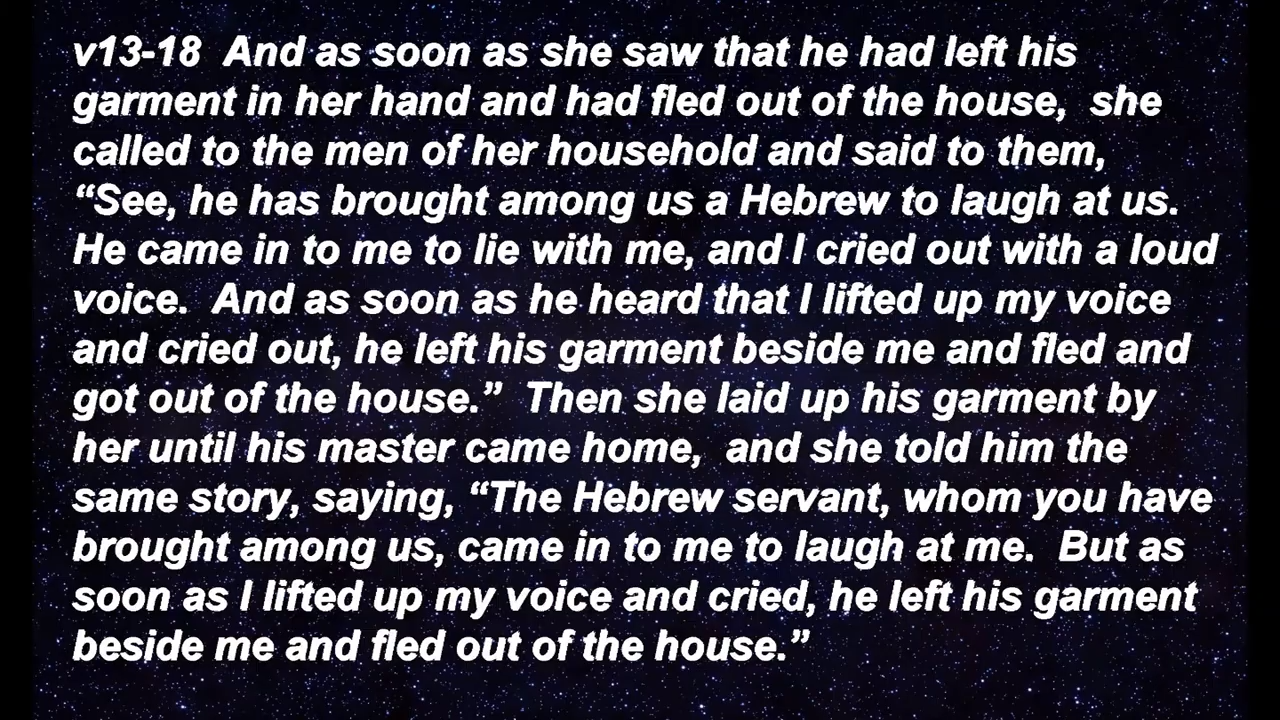 v13-18  And as soon as she saw that he had left his
garment in her hand and had fled out of the house,  she
called to the men of her household and said to them,
“See, he has brought among us a Hebrew to laugh at us.
He came in to me to lie with me, and I cried out with a loud
voice.  And as soon as he heard that I lifted up my voice
and cried out, he left his garment beside me and fled and
got out of the house.”  Then she laid up his garment by
her until his master came home,  and she told him the
same story, saying, “The Hebrew servant, whom you have
brought among us, came in to me to laugh at me.  But as
soon as I lifted up my voice and cried, he left his garment
beside me and fled out of the house.”